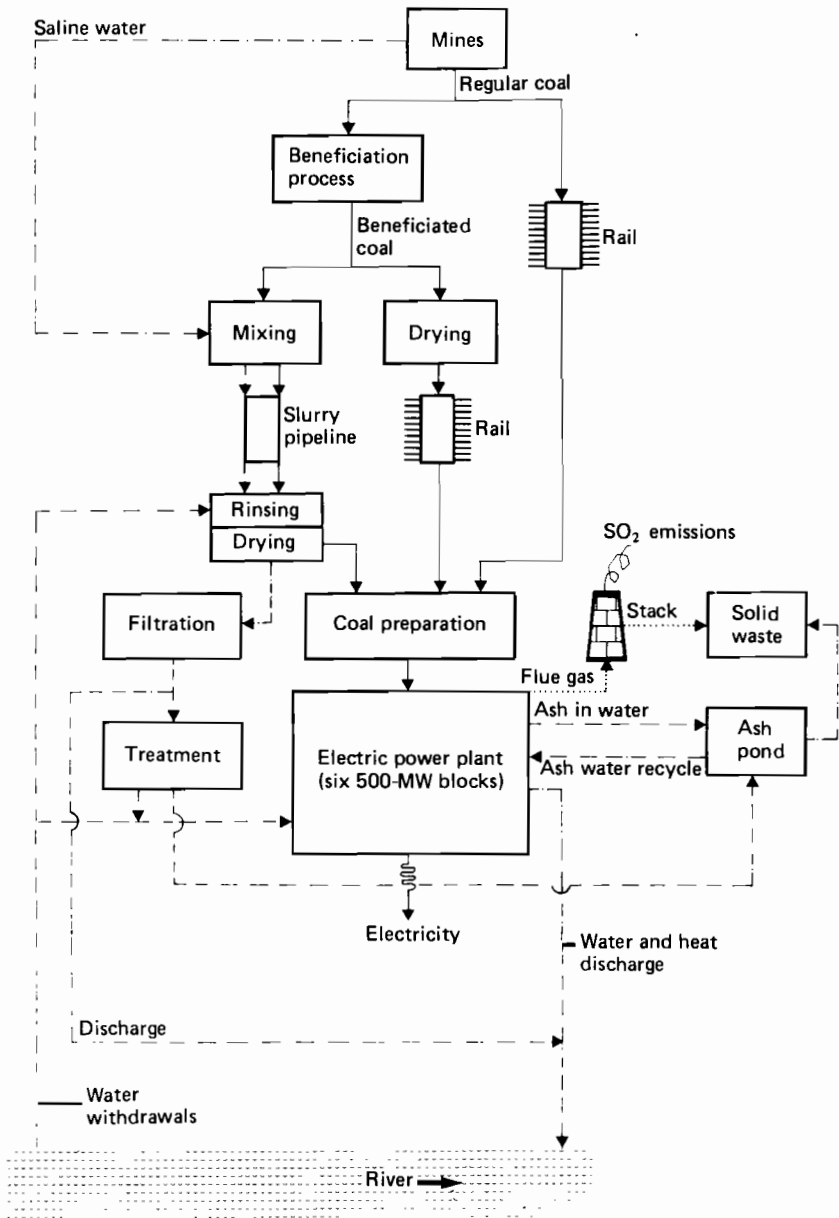 Saline water
Mines
Regular coal
Beneficiation
process
Beneficiated
coal
Rail
Mixing
Drying
Slurry
pipeline
Rail
Rinsing
Drying
SO₂ emissions
Filtration
Coal preparation
Stack
Solid
waste
Flue gas
Ash in water
Treatment
Electric power plant
(six 500-MW blocks)
Ash
pond
Ash water recycle
Electricity
Water and heat
discharge
Discharge
Water
withdrawals
River